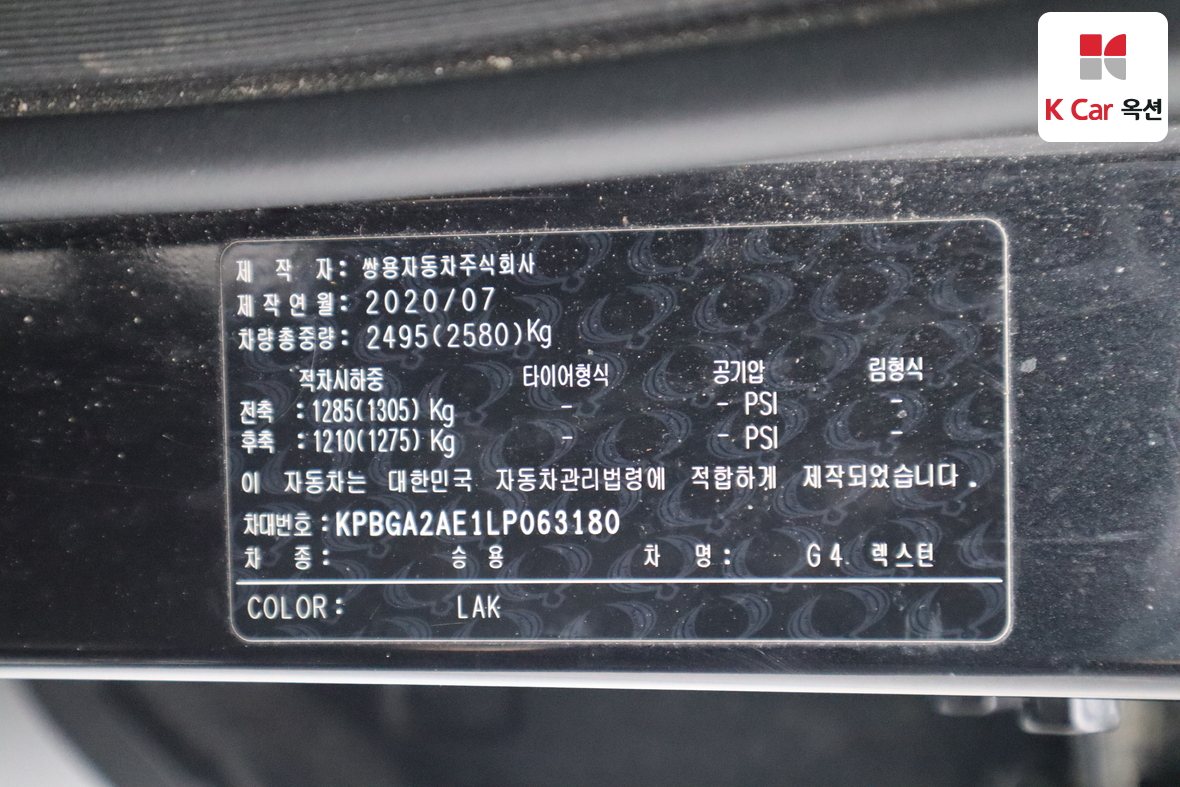 K Car 옥션
제 작 자: 쌍용자동차주식회사
제작연월: 2020/07
차량총중량: 2495(2580)Kg
적차시하중 타이어형식 공기압 림형식
전축 : 1285(1305) Kg - - PSI -
후축 : 1210(1275) Kg - - PSI -
이 자동차는 대한민국 자동차관리법령에 적합하게 제작되었습니다.
차대번호 : KPBGA2AE1LP063180
차 종: 승용 차 명: G4 렉스턴
COLOR: LAK